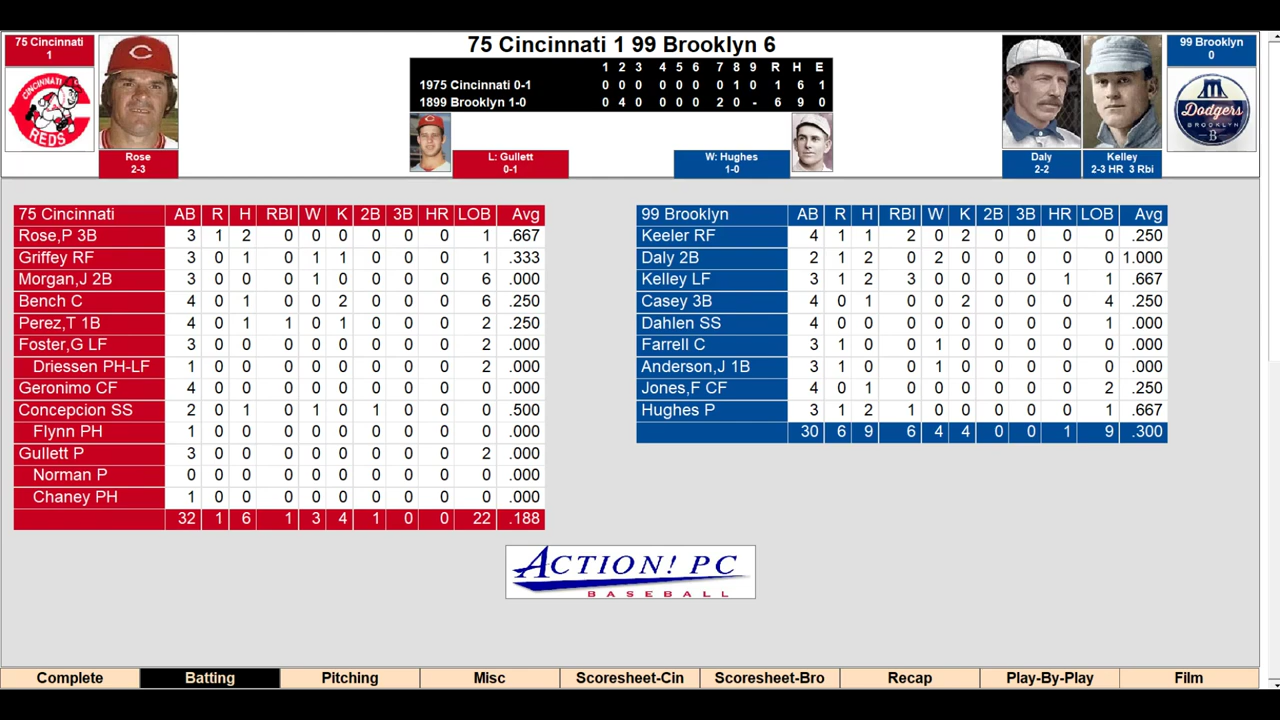 75 Cincinnati 1 99 Brooklyn 6
75 Cincinnati
1
99 Brooklyn
0
1 2 3 4 5 6 7 8 9 R H E
1975 Cincinnati 0-1 0 0 0 0 0 0 0 1 0 1 6 1
1899 Brooklyn 1-0 0 4 0 0 0 0 2 0 - 6 9 0
CINCINNATI
REDS
Dodgers
BROOKLYN
B
Rose
2-3
L: Gullett
0-1
W: Hughes
1-0
Daly
2-2
Kelley
2-3 HR 3 Rbi
75 Cincinnati AB R H RBI W K 2B 3B HR LOB Avg
Rose,P 3B 3 1 2 0 0 0 0 0 0 1 .667
Griffey RF 3 0 1 0 1 1 0 0 0 1 .333
Morgan,J 2B 3 0 0 0 1 0 0 0 0 6 .000
Bench C 4 0 1 0 0 2 0 0 0 6 .250
Perez,T 1B 4 0 1 1 0 1 0 0 0 2 .250
Foster,G LF 3 0 0 0 0 0 0 0 0 2 .000
Driessen PH-LF 1 0 0 0 0 0 0 0 0 2 .000
Geronimo CF 4 0 0 0 0 0 0 0 0 0 .000
Concepcion SS 2 0 1 0 1 0 1 0 0 0 .500
Flynn PH 1 0 0 0 0 0 0 0 0 0 .000
Gullett P 3 0 0 0 0 0 0 0 0 2 .000
Norman P 0 0 0 0 0 0 0 0 0 0 .000
Chaney PH 1 0 0 0 0 0 0 0 0 0 .000
32 1 6 1 3 4 1 0 0 22 .188
99 Brooklyn AB R H RBI W K 2B 3B HR LOB Avg
Keeler RF 4 1 1 2 0 2 0 0 0 0 .250
Daly 2B 2 1 2 0 2 0 0 0 0 0 1.000
Kelley LF 3 1 2 3 0 0 0 0 1 1 .667
Casey 3B 4 0 1 0 0 2 0 0 0 4 .250
Dahlen SS 4 0 0 0 0 0 0 0 0 1 .000
Farrell C 3 1 0 0 1 0 0 0 0 0 .000
Anderson,J 1B 3 1 0 0 1 0 0 0 0 0 .000
Jones,F CF 4 0 1 0 0 0 0 0 0 2 .250
Hughes P 3 1 2 1 0 0 0 0 0 1 .667
30 6 9 6 4 4 0 0 1 9 .300
ACTION! PC
BASEBALL
Complete Batting Pitching Misc Scoresheet-Cin Scoresheet-Bro Recap Play-By-Play Film